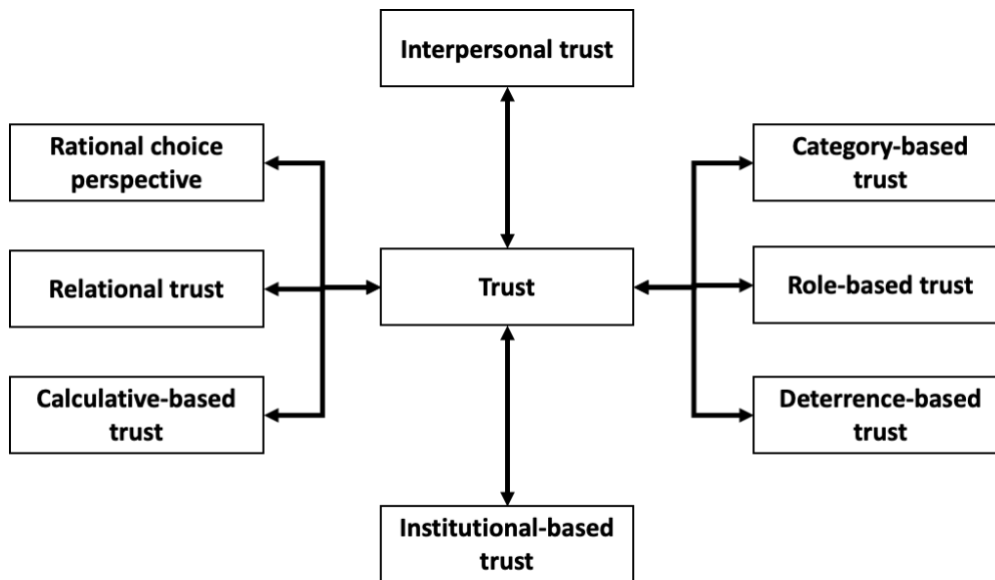 Interpersonal trust
Rational choice
perspective
Category-based
trust
Relational trust
Trust
Role-based trust
Calculative-based
trust
Deterrence-based
trust
Institutional-based
trust